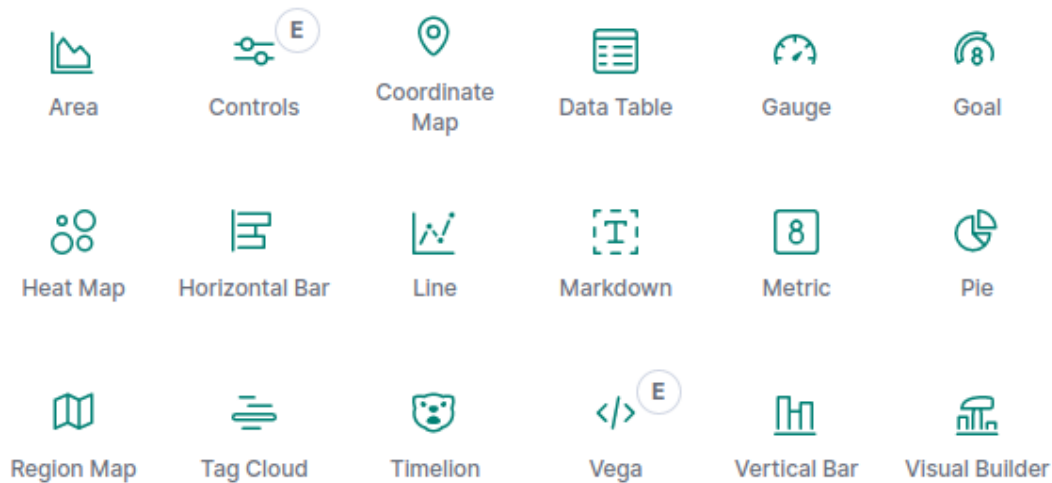 E
Area
Controls
Coordinate
Map
Data Table
Gauge
8
Goal
Heat Map
Horizontal Bar
Line
T
Markdown
8
Metric
Pie
Region Map
Tag Cloud
Timelion
</>
E
Vega
Vertical Bar
Visual Builder